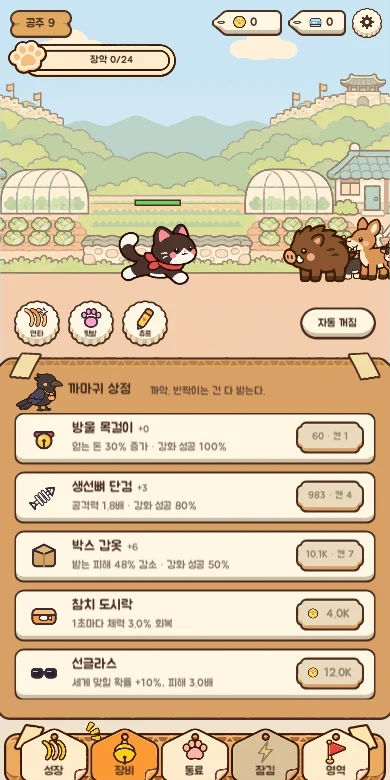 공주 9
0
0
장악 0/24
연타
찹쌀
츄르
자동 꺼짐
까마귀 상점
까악, 반짝이는 건 다 받는다.
방울 목걸이 +0
얻는 돈 30% 증가 · 강화 성공 100%
60 · 캔 1
생선뼈 단검 +3
공격력 1.8배 · 강화 성공 80%
983 · 캔 4
박스 갑옷 +6
받는 피해 48% 감소 · 강화 성공 50%
10.1K · 캔 7
참치 도시락
1초마다 체력 3.0% 회복
4.0K
선글라스
세게 맞힐 확률 +10%, 피해 3.0배
12.0K
성장
장비
동료
잠김
영역